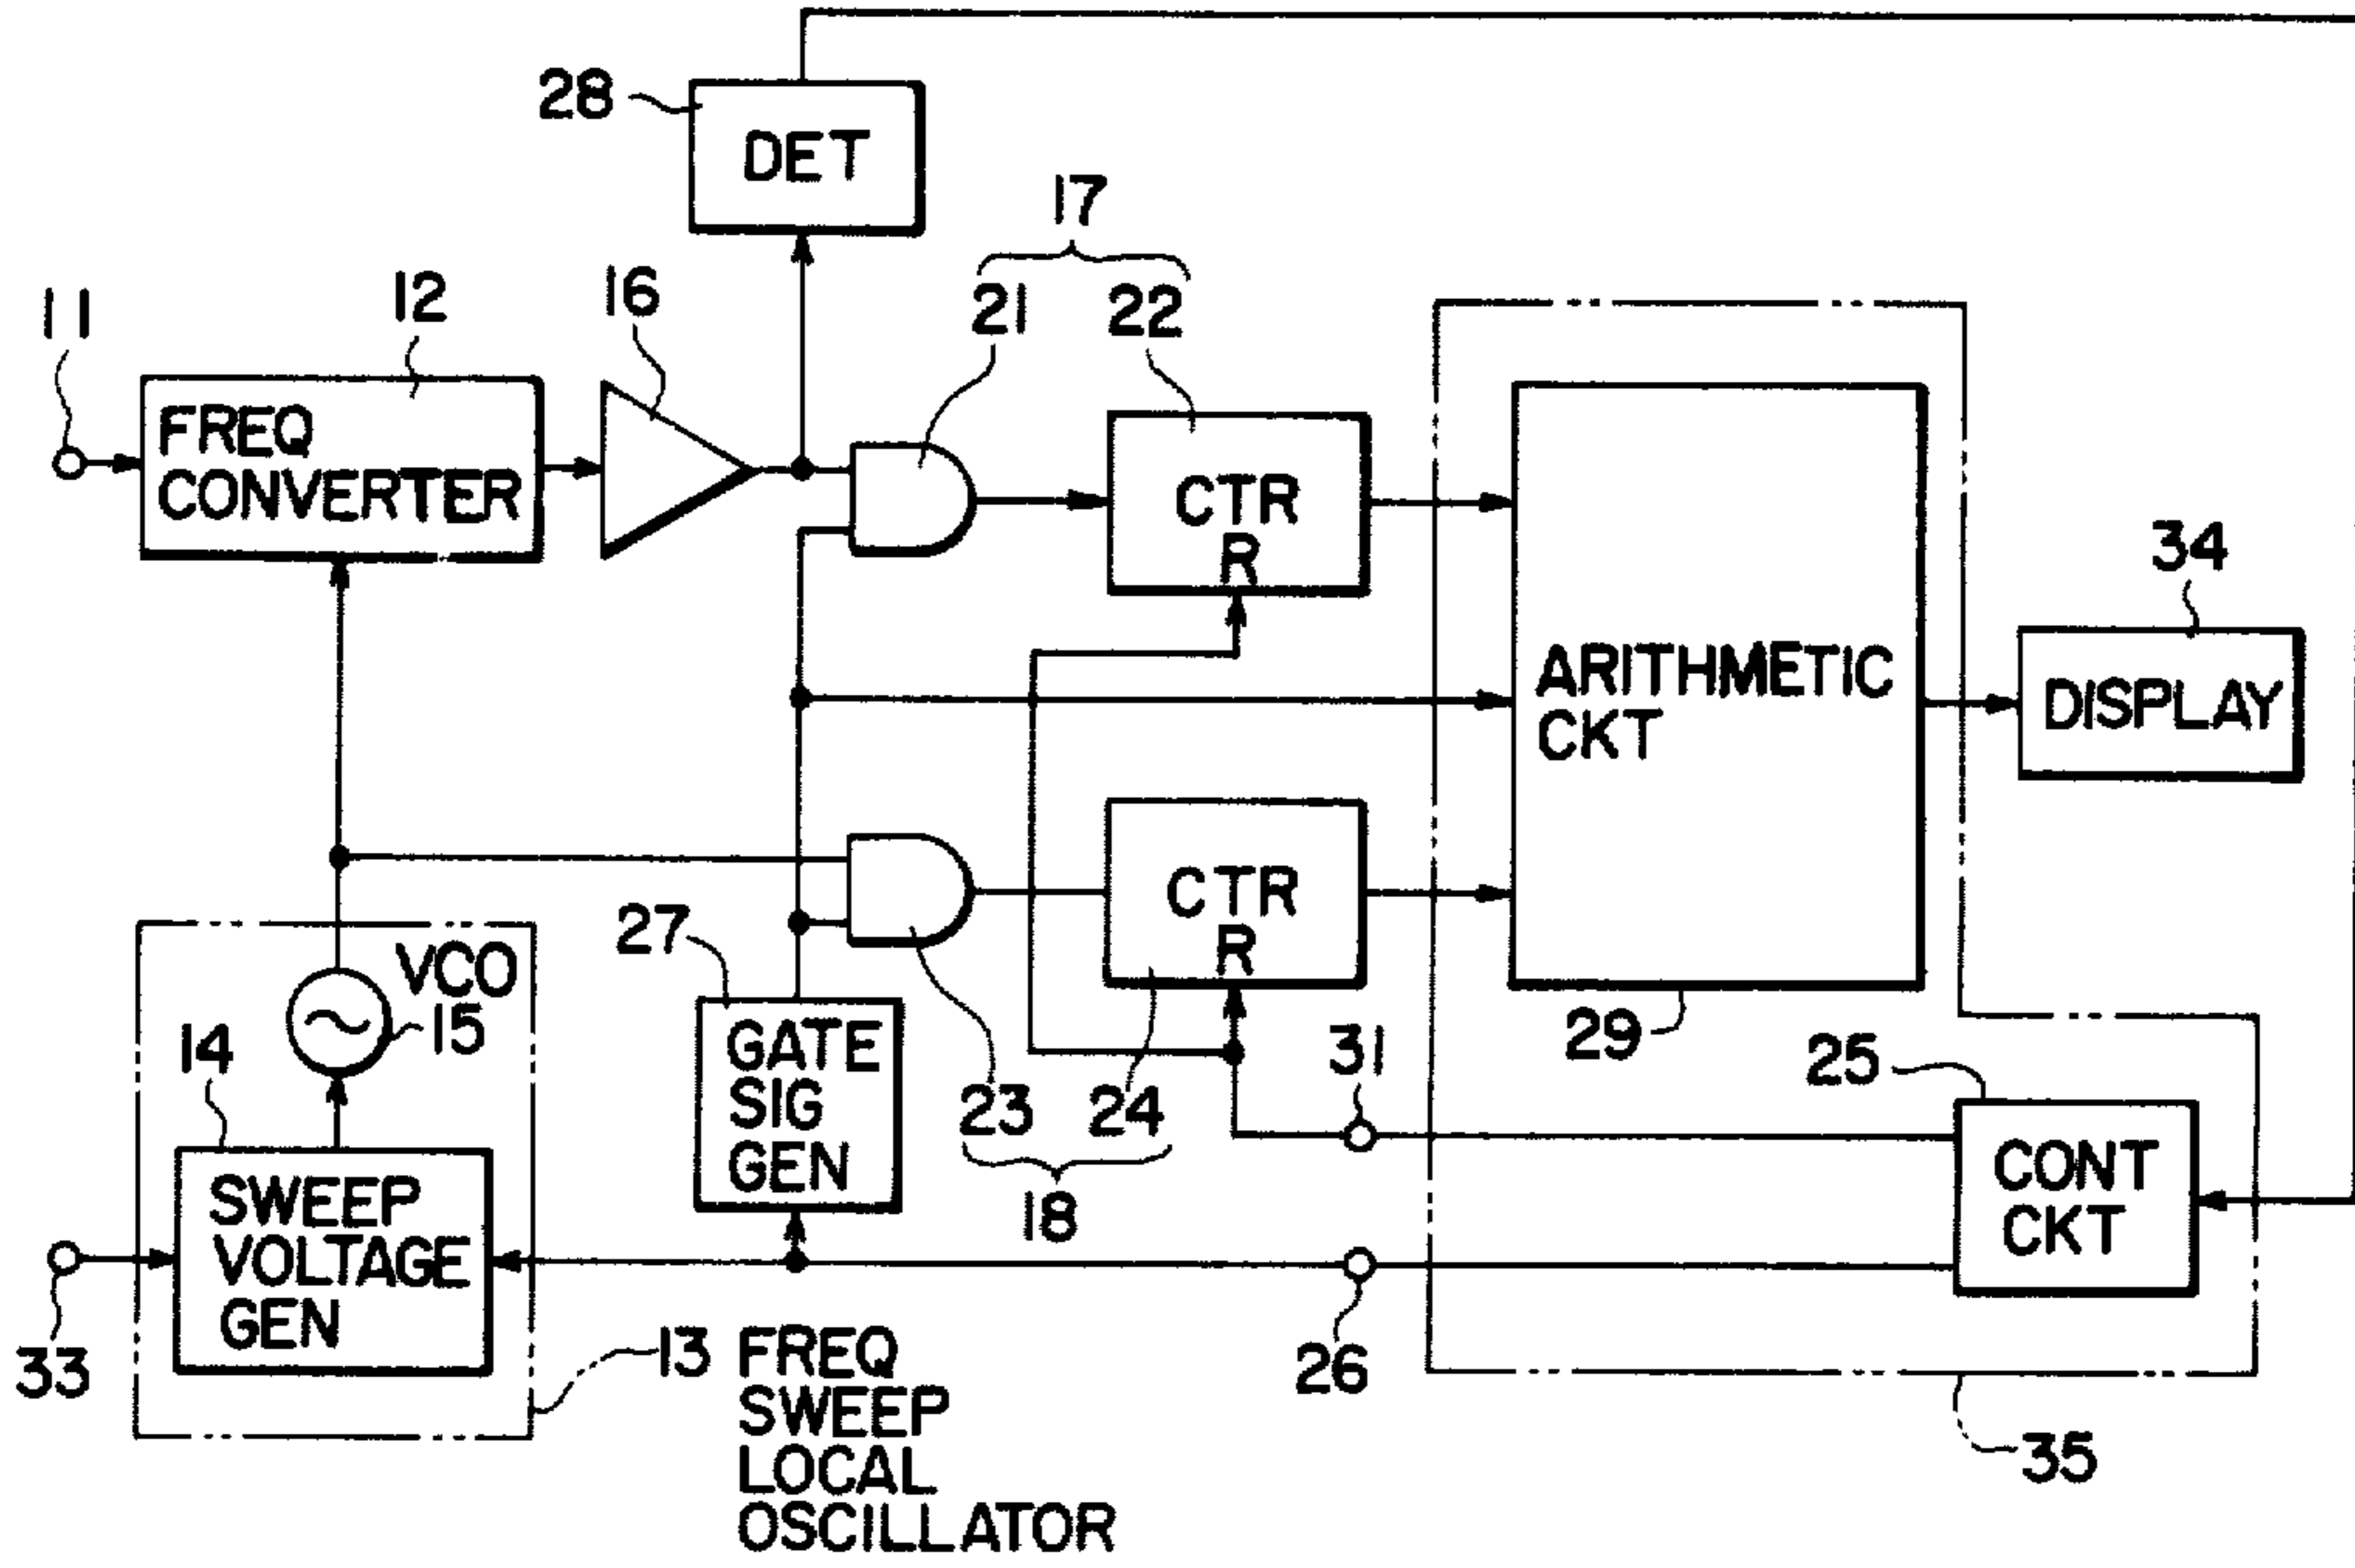 28
DET
17
11
12
16
21
22
FREQ
CONVERTER
CTR
R
34
ARITHMETIC
CKT
DISPLAY
CTR
R
27
VCO
15
14
GATE
SIG
GEN
23
24
31
29
25
18
CONT
CKT
SWEEP
VOLTAGE
GEN
33
13
FREQ
SWEEP
LOCAL
OSCILLATOR
26
35